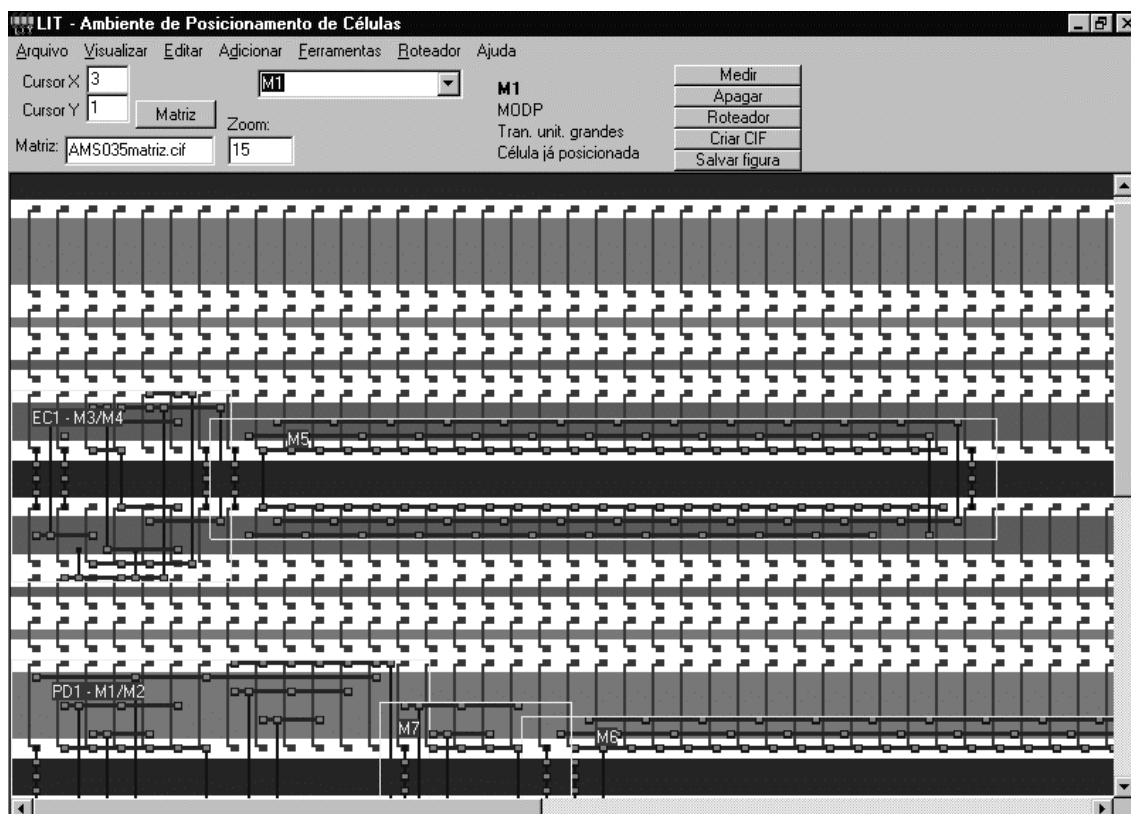 LIT - Ambiente de Posicionamento de Células
Arquivo Visualizar Editar Adicionar Ferramentas Roteador Ajuda
Cursor X 3
Cursor Y 1
Matriz
Matriz: AMS035matriz.cif
Zoom:
15
M1
M1
MODP
Tran. unit. grandes
Célula já posicionada
Medir
Apagar
Roteador
Criar CIF
Salvar figura
EC1 - M3/M4
M5
PD1 - M1/M2
M7
M6